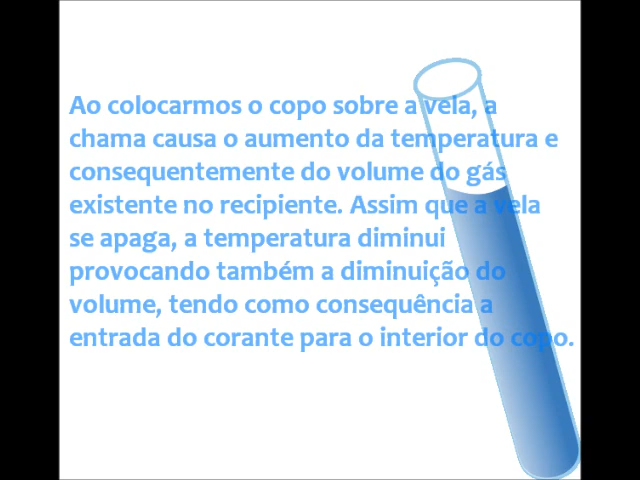 Ao colocarmos o copo sobre a vela, a
chama causa o aumento da temperatura e
consequentemente do volume do gás
existente no recipiente. Assim que a vela
se apaga, a temperatura diminui
provocando também a diminuição do
volume, tendo como consequência a
entrada do corante para o interior do copo.